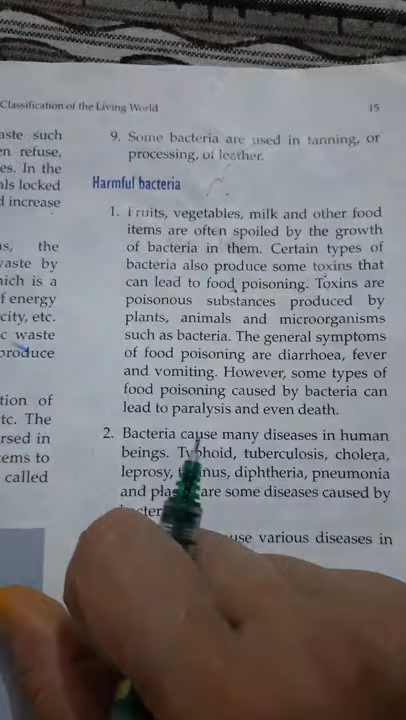 Classification of the Living World
15
aste such
en refuse,
es. In the
als locked
d increase
s, the
vaste by
hich is a
f energy
city, etc.
c waste
produce
tion of
tc. The
rsed in
ems to
called
9. Some bacteria are used in tanning, or
processing, of leather.
Harmful bacteria
1. Fruits, vegetables, milk and other food
items are often spoiled by the growth
of bacteria in them. Certain types of
bacteria also produce some toxins that
can lead to food poisoning. Toxins are
poisonous substances produced by
plants, animals and microorganisms
such as bacteria. The general symptoms
of food poisoning are diarrhoea, fever
and vomiting. However, some types of
food poisoning caused by bacteria can
lead to paralysis and even death.
2. Bacteria cause many diseases in human
beings. Typhoid, tuberculosis, cholera,
leprosy, tetanus, diphtheria, pneumonia
and are some diseases caused by
various diseases in